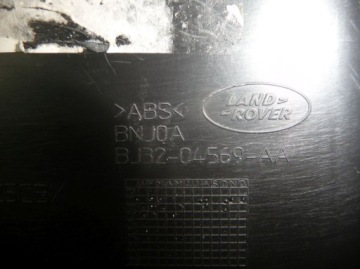 >ABS<
LAND>
<ROVER
BNJ0A
BJ32-04569-AA